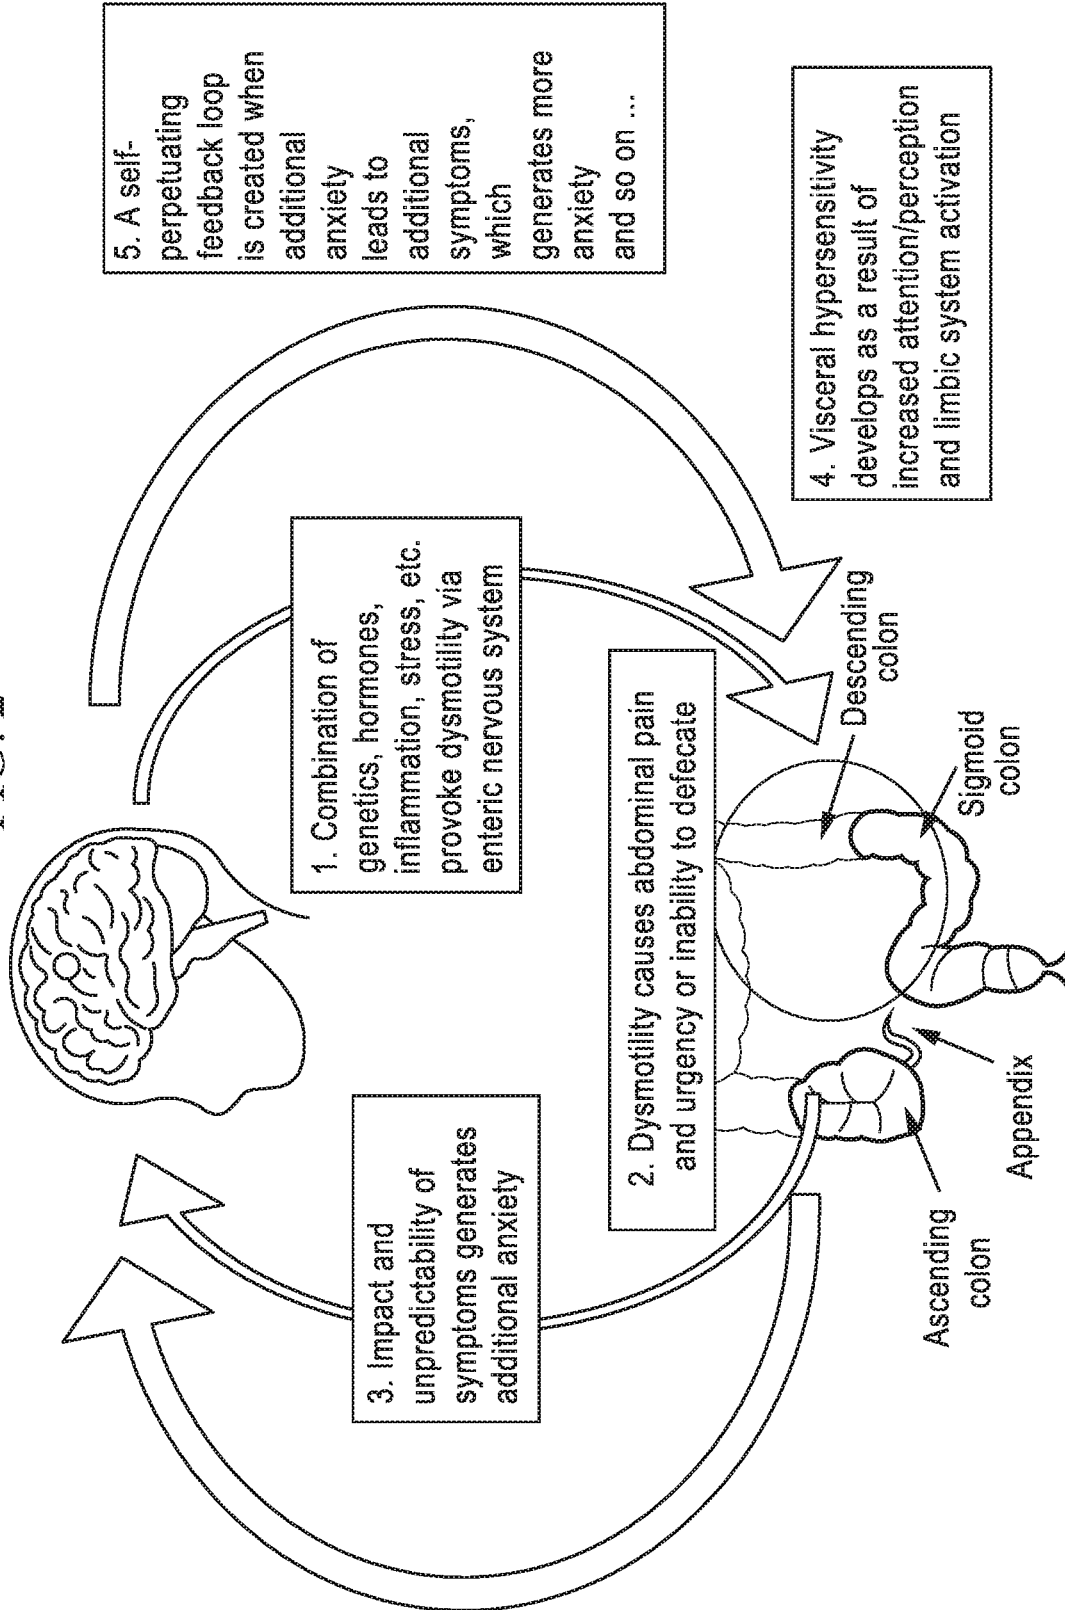 1. Combination of
genetics, hormones,
inflammation, stress, etc.
provoke dysmotility via
enteric nervous system
2. Dysmotility causes abdominal pain
and urgency or inability to defecate
3. Impact and
unpredictability of
symptoms generates
additional anxiety
4. Visceral hypersensitivity
develops as a result of
increased attention/perception
and limbic system activation
5. A self-
perpetuating
feedback loop
is created when
additional
anxiety
leads to
additional
symptoms,
which
generates more
anxiety
and so on ...
Ascending
colon
Appendix
Sigmoid
colon
Descending
colon